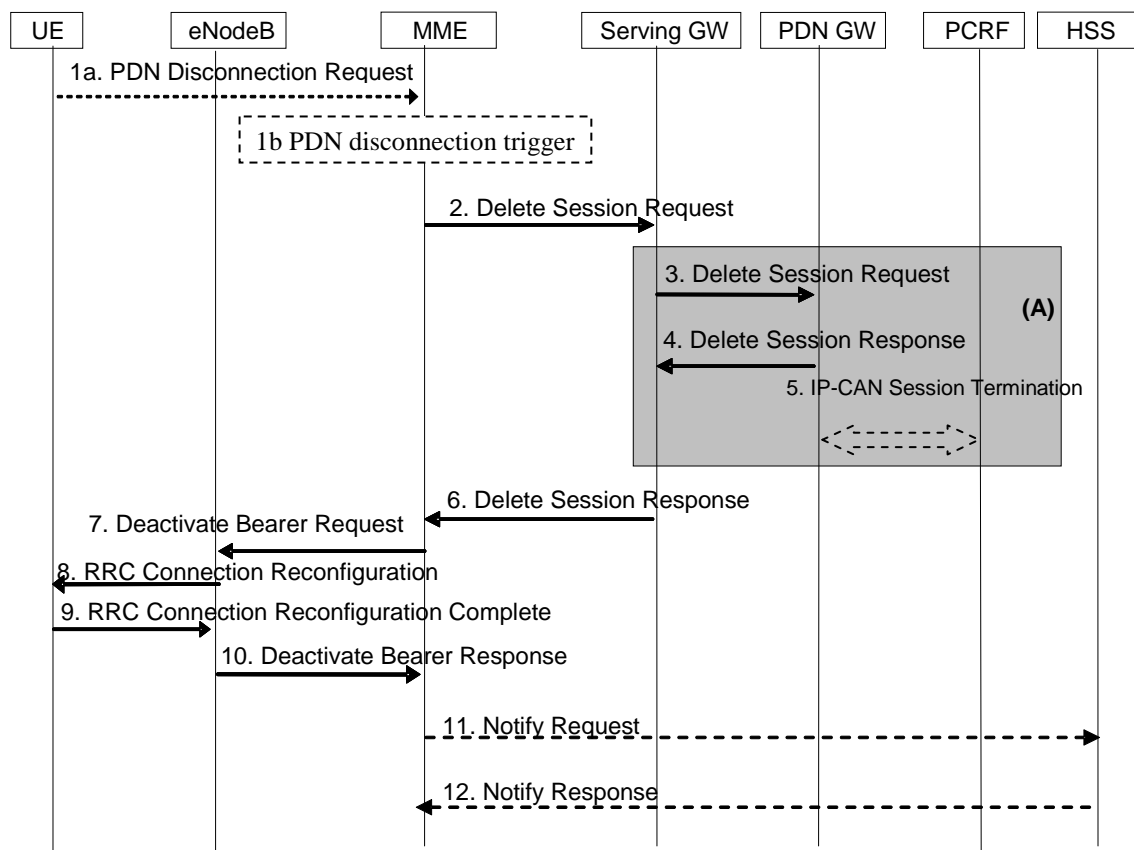 UE
eNodeB
MME
Serving GW
PDN GW
PCRF
HSS
1a. PDN Disconnection Request
1b PDN disconnection trigger
2. Delete Session Request
3. Delete Session Request
(A)
4. Delete Session Response
5. IP-CAN Session Termination
6. Delete Session Response
7. Deactivate Bearer Request
8. RRC Connection Reconfiguration
9. RRC Connection Reconfiguration Complete
10. Deactivate Bearer Response
11. Notify Request
12. Notify Response